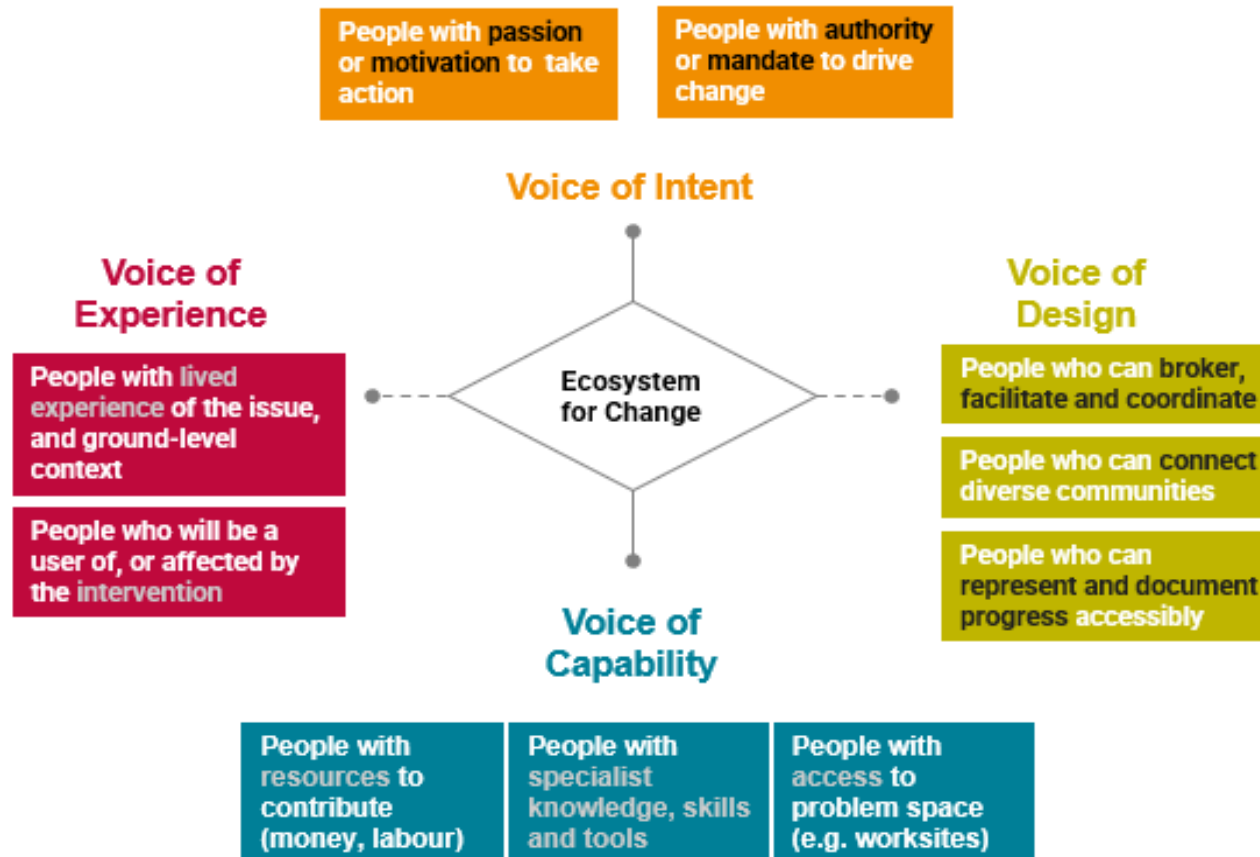 People with passion
or motivation to take
action
People with authority
or mandate to drive
change
Voice of Intent
Voice of
Experience
People with lived
experience of the issue,
and ground-level
context
People who will be a
user of, or affected by
the intervention
Ecosystem
for Change
Voice of
Design
People who can broker,
facilitate and coordinate
People who can connect
diverse communities
People who can
represent and document
progress accessibly
Voice of
Capability
People with
resources to
contribute
(money, labour)
People with
specialist
knowledge, skills
and tools
People with
access to
problem space
(e.g. worksites)